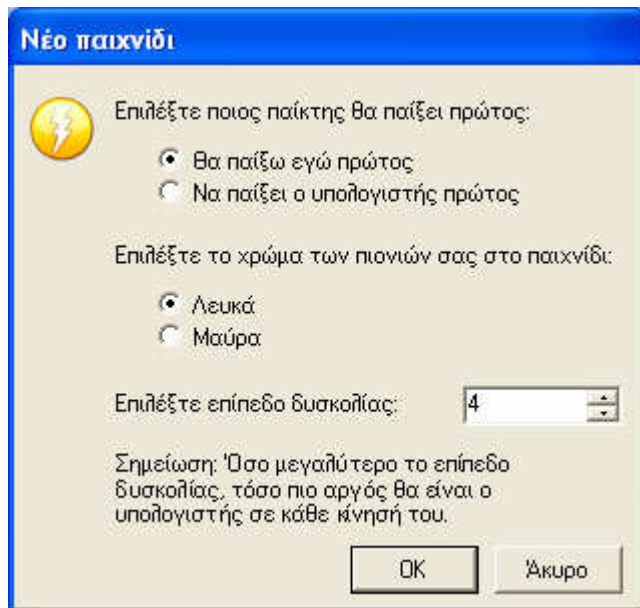 Νέο παιχνίδι
Επιλέξτε ποιος παίκτης θα παίξει πρώτος:
Θα παίξω εγώ πρώτος
Να παίξει ο υπολογιστής πρώτος
Επιλέξτε το χρώμα των πιονιών σας στο παιχνίδι:
Λευκά
Μαύρα
Επιλέξτε επίπεδο δυσκολίας: 4
Σημείωση: Όσο μεγαλύτερο το επίπεδο
δυσκολίας, τόσο πιο αργός θα είναι ο
υπολογιστής σε κάθε κίνησή του.
OK Άκυρο